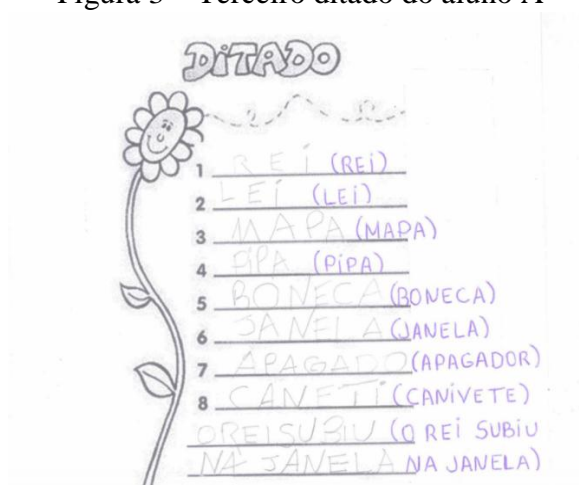 Figura 3 – Terceiro ditado do aluno A
DiTADO
1 REI (REi)
2 LEI (LEi)
3 MAPA (MAPA)
4 PIPA (PiPA)
5 BONECA (BONECA)
6 JANELA (JANELA)
7 APAGADO (APAGADOR)
8 CANETI (CANiVETE)
OREISUBIU (O REi SUBiU
NA JANELA NA JANELA)